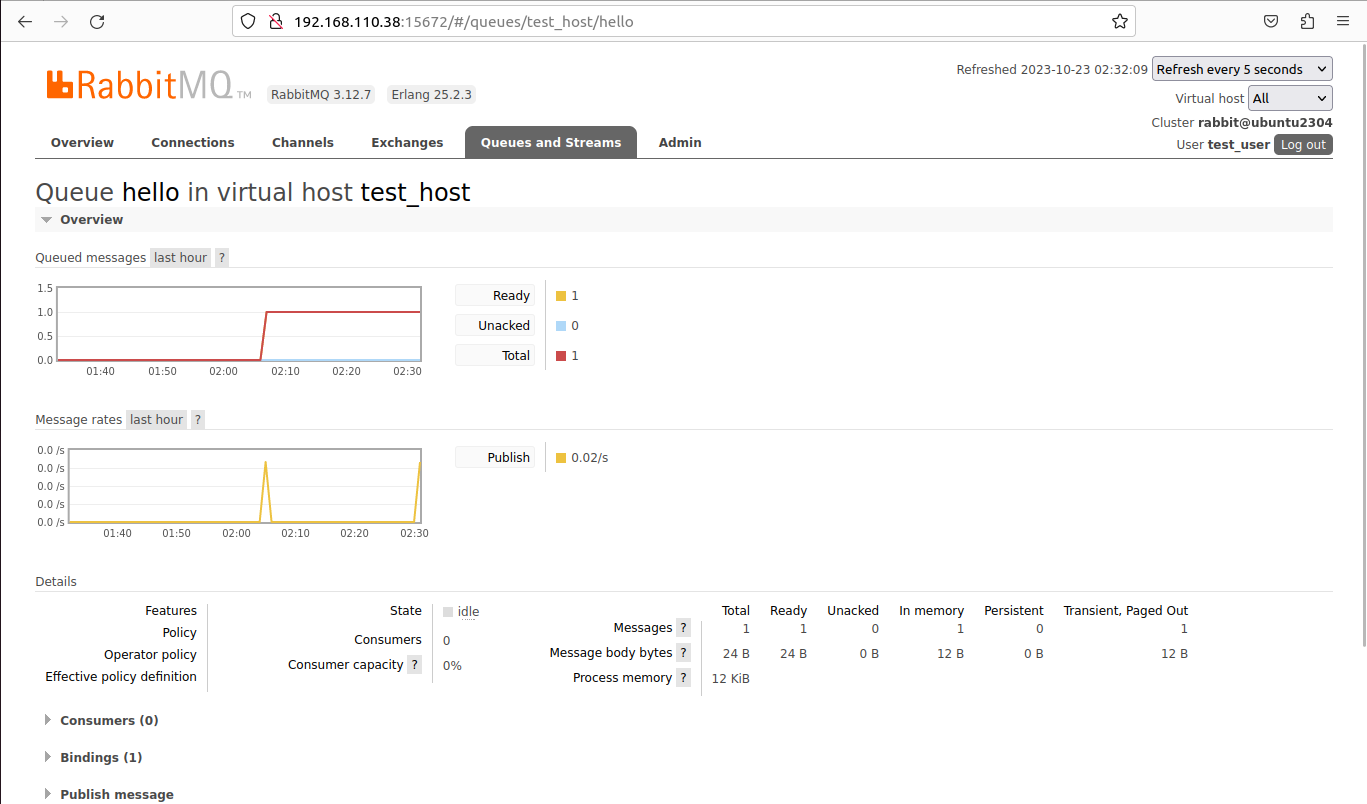 192.168.110.38:15672/#/queues/test_host/hello
RabbitMQ TM RabbitMQ 3.12.7 Erlang 25.2.3
Refreshed 2023-10-23 02:32:09 Refresh every 5 seconds
Virtual host All
Cluster rabbit@ubuntu2304
User test_user Log out
Overview Connections Channels Exchanges Queues and Streams Admin
Queue hello in virtual host test_host
Overview
Queued messages last hour ?
1.5
1.0
0.5
0.0
01:40 01:50 02:00 02:10 02:20 02:30
Ready 1
Unacked 0
Total 1
Message rates last hour ?
0.0 /s
0.0 /s
0.0 /s
0.0 /s
0.0 /s
01:40 01:50 02:00 02:10 02:20 02:30
Publish 0.02/s
Details
Features
Policy
Operator policy
Effective policy definition
State idle
Consumers 0
Consumer capacity ? 0%
Total Ready Unacked In memory Persistent Transient, Paged Out
Messages ? 1 1 0 1 0 1
Message body bytes ? 24 B 24 B 0 B 12 B 0 B 12 B
Process memory ? 12 KiB
Consumers (0)
Bindings (1)
Publish message